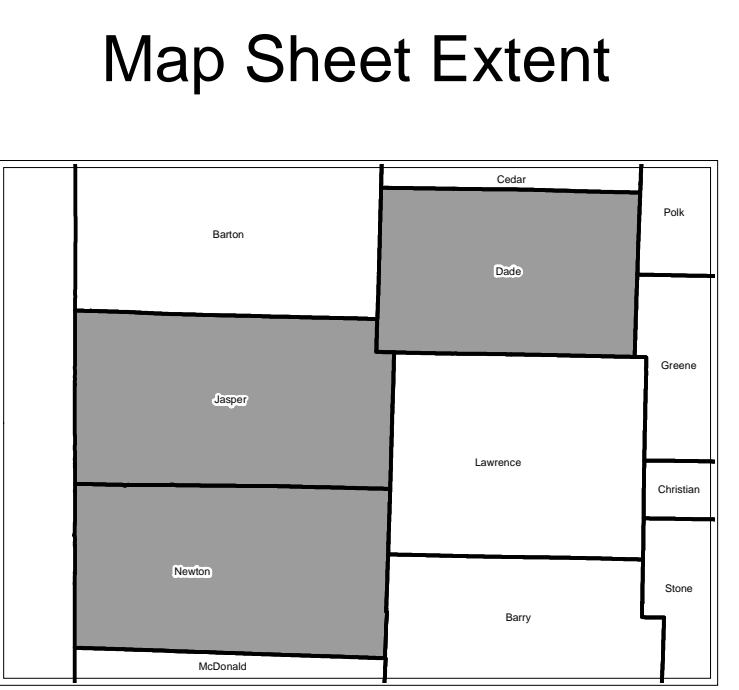 Map Sheet Extent
Cedar
Polk
Barton
Dade
Greene
Jasper
Lawrence
Christian
Newton
Stone
Barry
McDonald